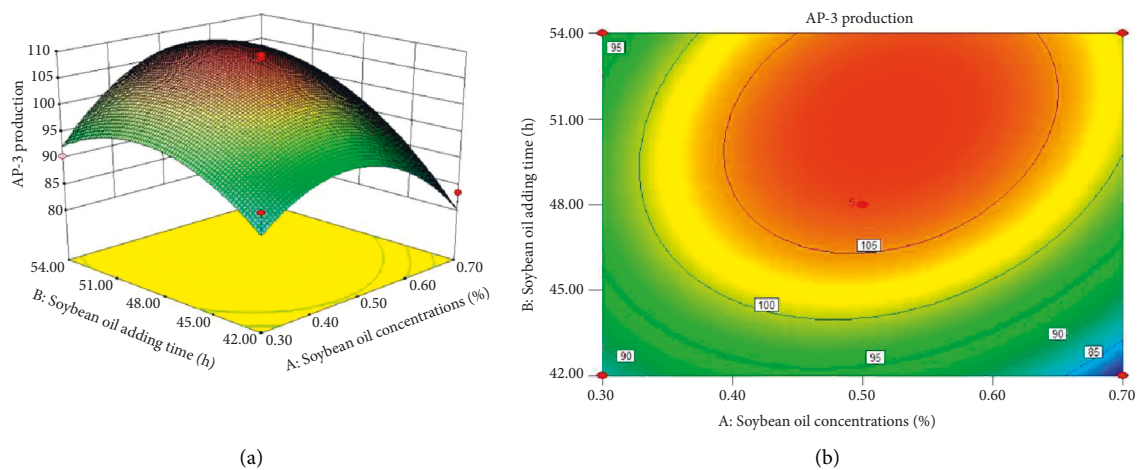 (a)
110
105
100
95
90
85
80
AP-3 production
54.00
51.00
48.00
45.00
42.00
B: Soybean oil adding time (h)
0.30
0.40
0.50
0.60
0.70
A: Soybean oil concentrations (%)
(a)
(b)
AP-3 production
54.00
51.00
48.00
45.00
42.00
B: Soybean oil adding time (h)
95
5
105
100
90
95
90
85
0.30 0.40 0.50 0.60 0.70
A: Soybean oil concentrations (%)
(b)